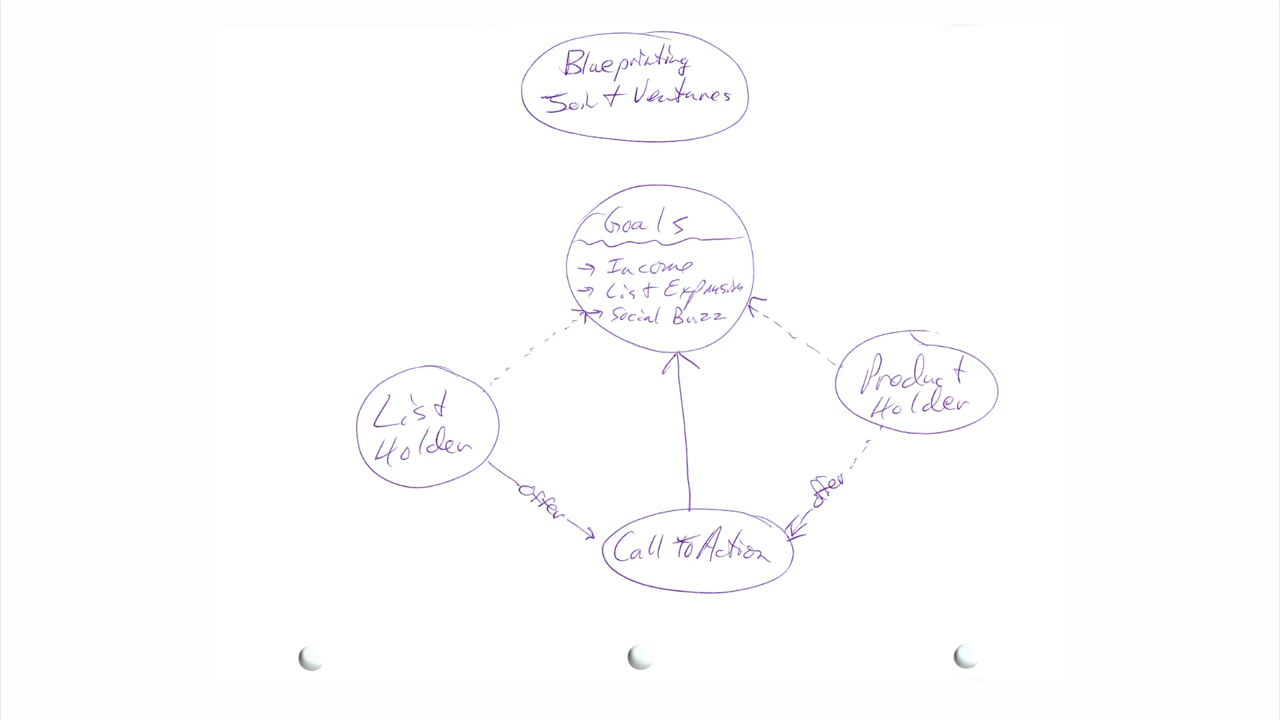 Blueprinting
Joint Ventures
Goals
→ Income
→ List Expansion
→ Social Buzz
List
Holder
Product
Holder
offer
offer
Call to Action